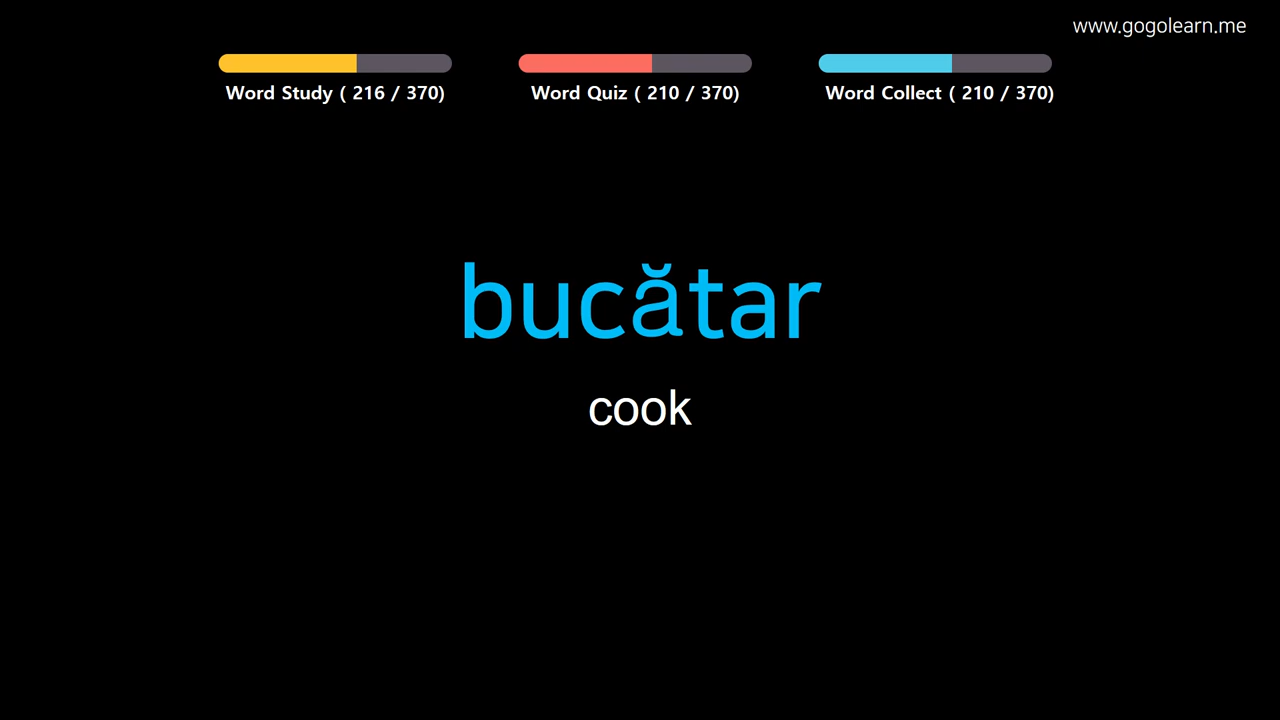 www.gogolearn.me
Word Study ( 216 / 370)
Word Quiz ( 210 / 370)
Word Collect ( 210 / 370)
bucătar
cook